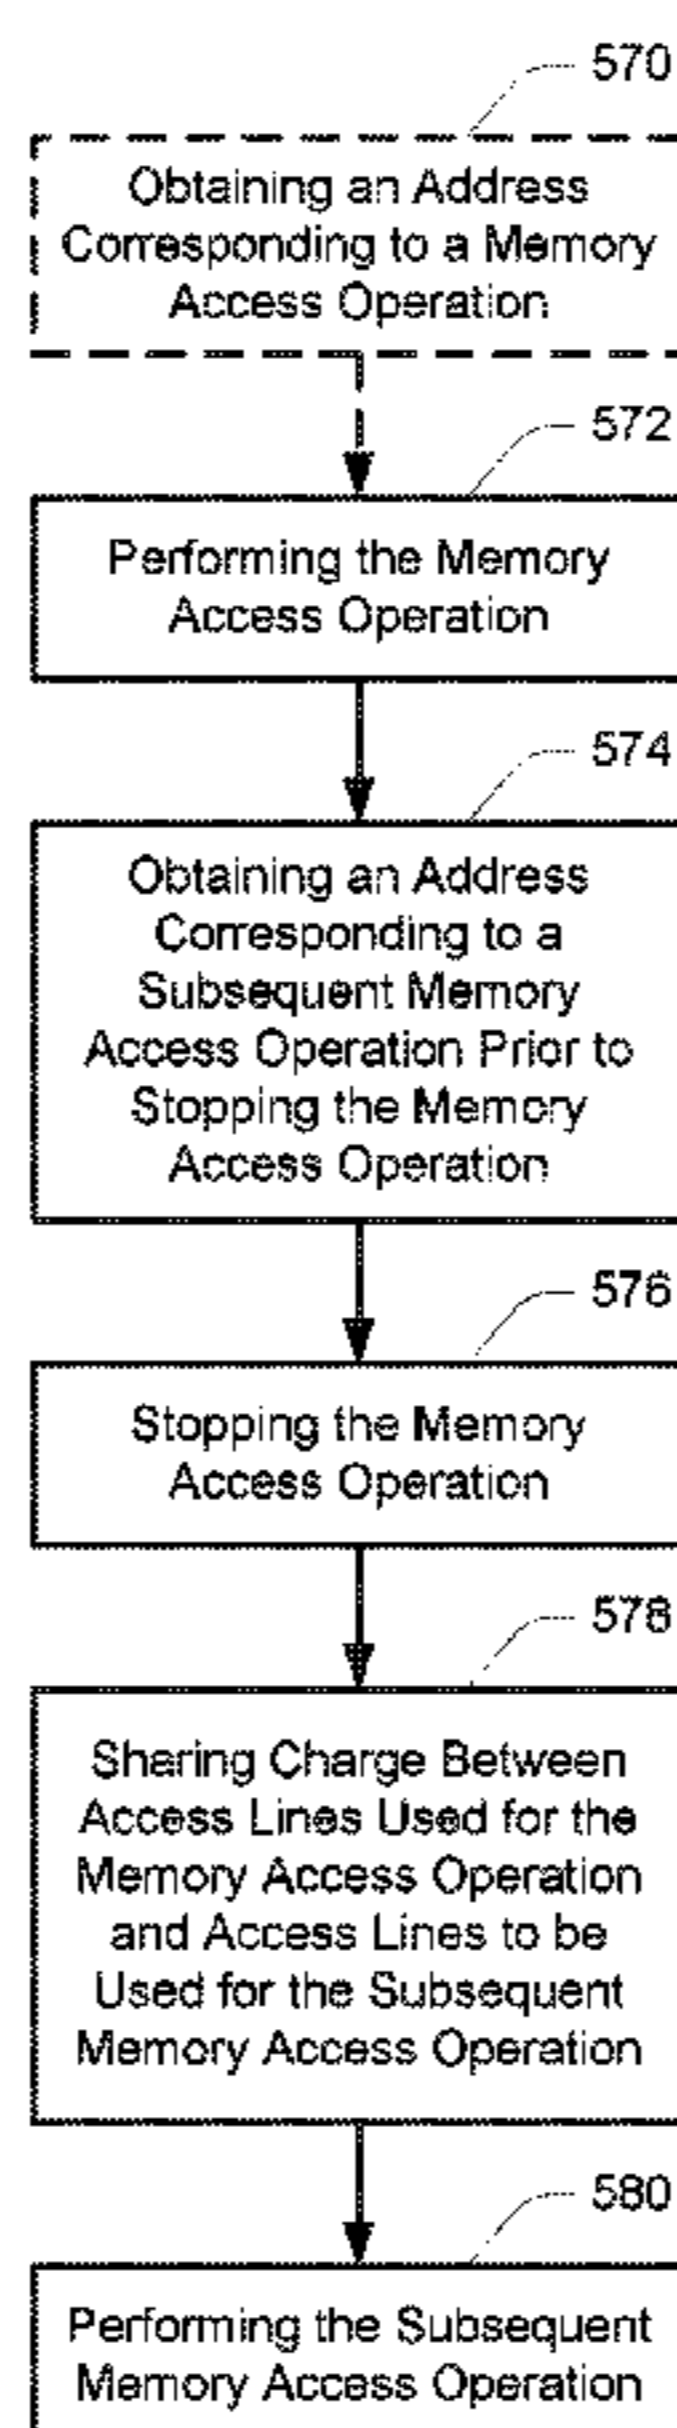 570
Obtaining an Address
Corresponding to a Memory
Access Operation
572
Performing the Memory
Access Operation
574
Obtaining an Address
Corresponding to a
Subsequent Memory
Access Operation Prior to
Stopping the Memory
Access Operation
576
Stopping the Memory
Access Operation
578
Sharing Charge Between
Access Lines Used for the
Memory Access Operation
and Access Lines to be
Used for the Subsequent
Memory Access Operation
580
Performing the Subsequent
Memory Access Operation